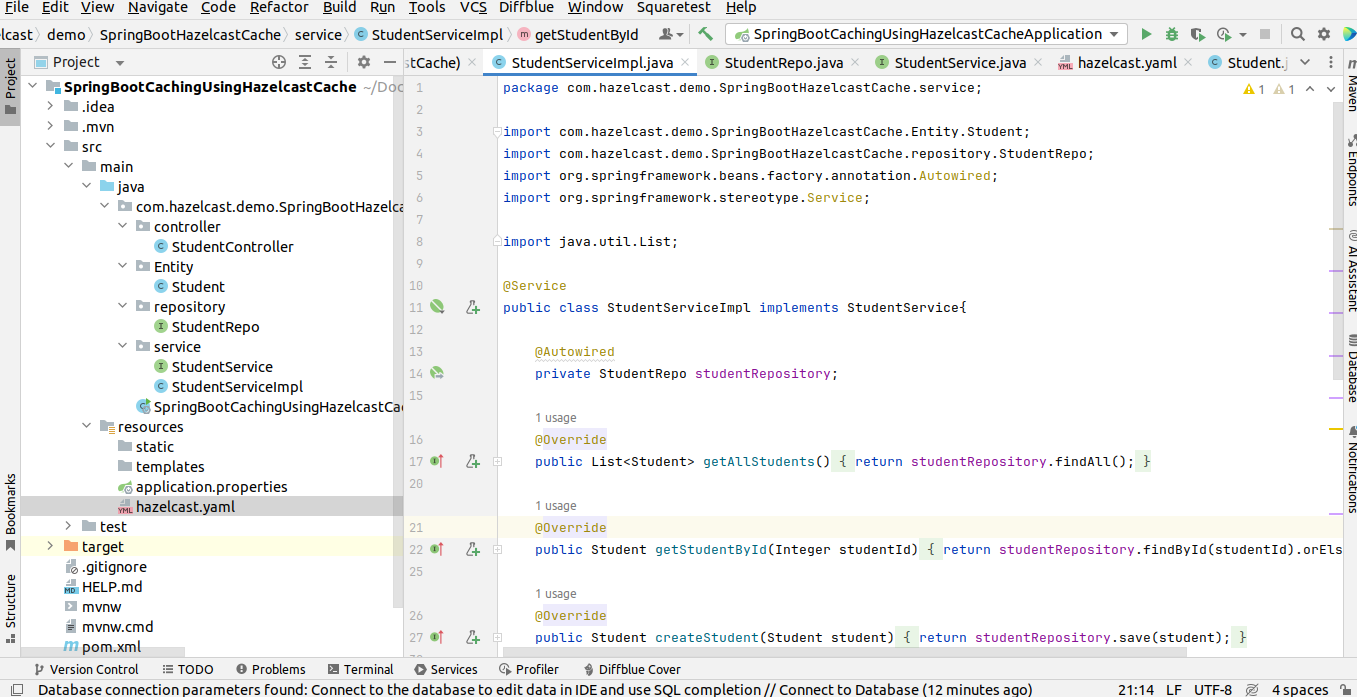 File Edit View Navigate Code Refactor Build Run Tools VCS Diffblue Window Squaretest Help
lcast demo SpringBootHazelcastCache service StudentServiceImpl getStudentById SpringBootCachingUsingHazelcastCacheApplication
Project
Project
stCache) StudentServiceImpl.java StudentRepo.java StudentService.java hazelcast.yaml Student.j
SpringBootCachingUsingHazelcastCache ~/Doc
.idea
.mvn
src
main
java
com.hazelcast.demo.SpringBootHazelca
controller
StudentController
Entity
Student
repository
StudentRepo
service
StudentService
StudentServiceImpl
SpringBootCachingUsingHazelcastCa
resources
static
templates
application.properties
hazelcast.yaml
test
target
.gitignore
HELP.md
mvnw
mvnw.cmd
pom.xml
Bookmarks
Structure
1 package com.hazelcast.demo.SpringBootHazelcastCache.service;
1 1
2
3 import com.hazelcast.demo.SpringBootHazelcastCache.Entity.Student;
4 import com.hazelcast.demo.SpringBootHazelcastCache.repository.StudentRepo;
5 import org.springframework.beans.factory.annotation.Autowired;
6 import org.springframework.stereotype.Service;
7
8 import java.util.List;
9
10 @Service
11 public class StudentServiceImpl implements StudentService{
12
13 @Autowired
14 private StudentRepo studentRepository;
15
1 usage
16 @Override
17 public List<Student> getAllStudents() { return studentRepository.findAll(); }
20
1 usage
21 @Override
22 public Student getStudentById(Integer studentId) { return studentRepository.findById(studentId).orEls
25
1 usage
26 @Override
27 public Student createStudent(Student student) { return studentRepository.save(student); }
Maven
Endpoints
AI Assistant
Database
Notifications
Version Control TODO Problems Terminal Services Profiler Diffblue Cover
Database connection parameters found: Connect to the database to edit data in IDE and use SQL completion // Connect to Database (12 minutes ago) 21:14 LF UTF-8 4 spaces